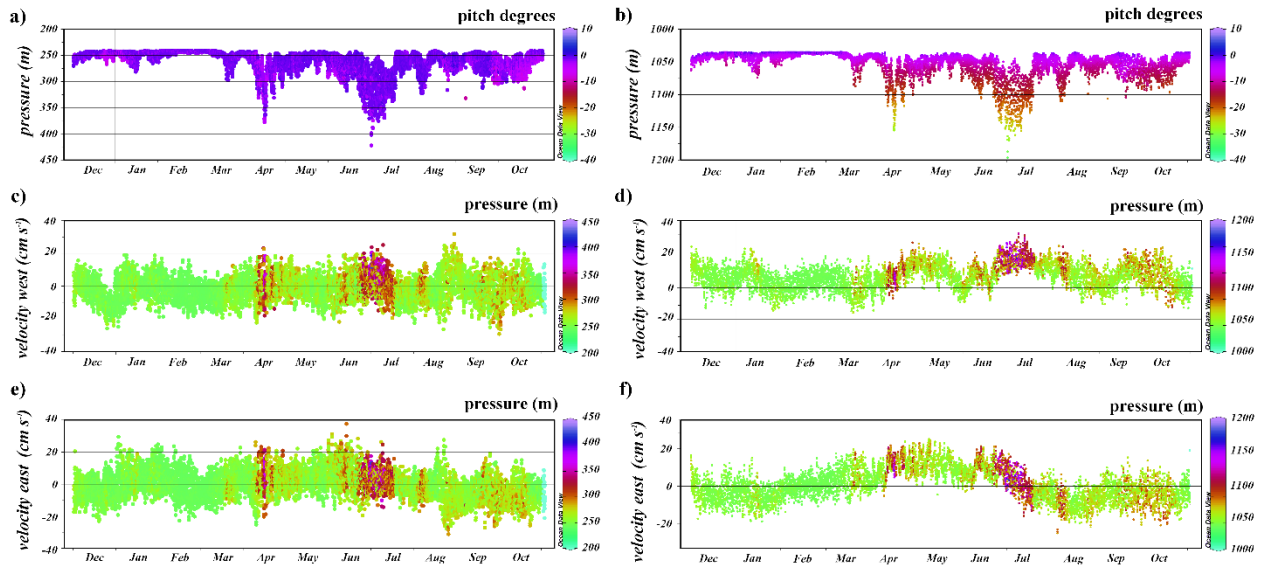 a)
pitch degrees
pressure (m)
200
250
300
350
400
450
Dec Jan Feb Mar Apr May Jun Jul Aug Sep Oct
10
0
-10
-20
-30
-40
Ocean Data View
b)
pitch degrees
pressure (m)
1000
1050
1100
1150
1200
Dec Jan Feb Mar Apr May Jun Jul Aug Sep Oct
10
0
-10
-20
-30
-40
Ocean Data View
c)
pressure (m)
velocity west (cm s⁻¹)
40
20
0
-20
-40
Dec Jan Feb Mar Apr May Jun Jul Aug Sep Oct
450
400
350
300
250
200
Ocean Data View
d)
pressure (m)
velocity west (cm s⁻¹)
40
20
0
-20
40
Dec Jan Feb Mar Apr May Jun Jul Aug Sep Oct
1200
1150
1100
1050
1000
Ocean Data View
e)
pressure (m)
velocity east (cm s⁻¹)
40
20
0
-20
-40
Dec Jan Feb Mar Apr May Jun Jul Aug Sep Oct
450
400
350
300
250
200
Ocean Data View
f)
pressure (m)
velocity east (cm s⁻¹)
40
20
0
-20
Dec Jan Feb Mar Apr May Jun Jul Aug Sep Oct
1200
1150
1100
1050
1000
Ocean Data View